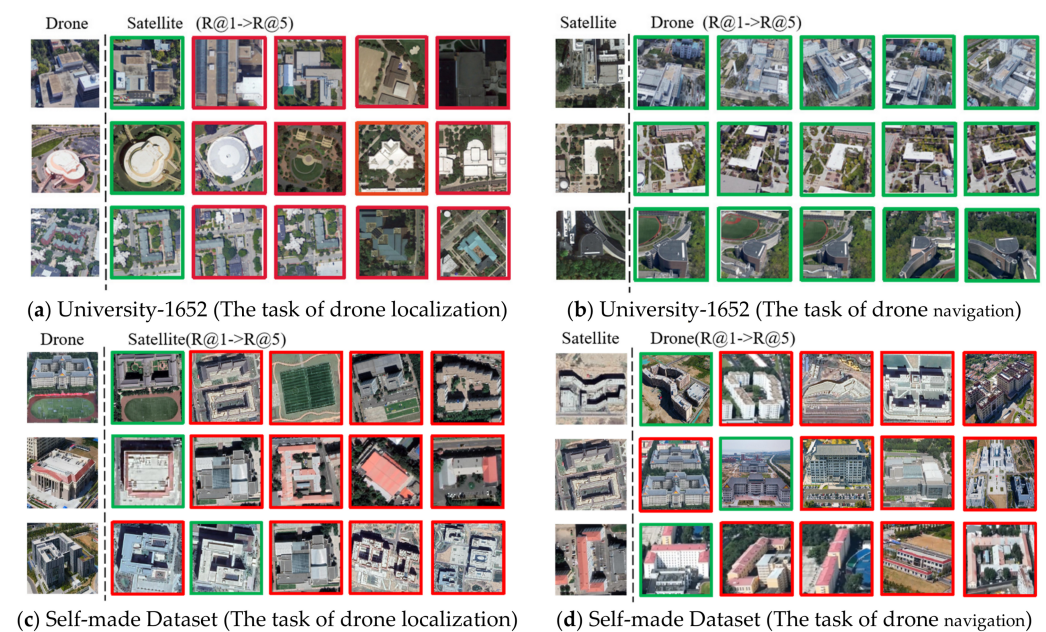 Drone Satellite (R@1->R@5)
Satellite Drone (R@1->R@5)
(a) University-1652 (The task of drone localization)
(b) University-1652 (The task of drone navigation)
Drone Satellite(R@1->R@5)
Satellite Drone(R@1->R@5)
(c) Self-made Dataset (The task of drone localization)
(d) Self-made Dataset (The task of drone navigation)